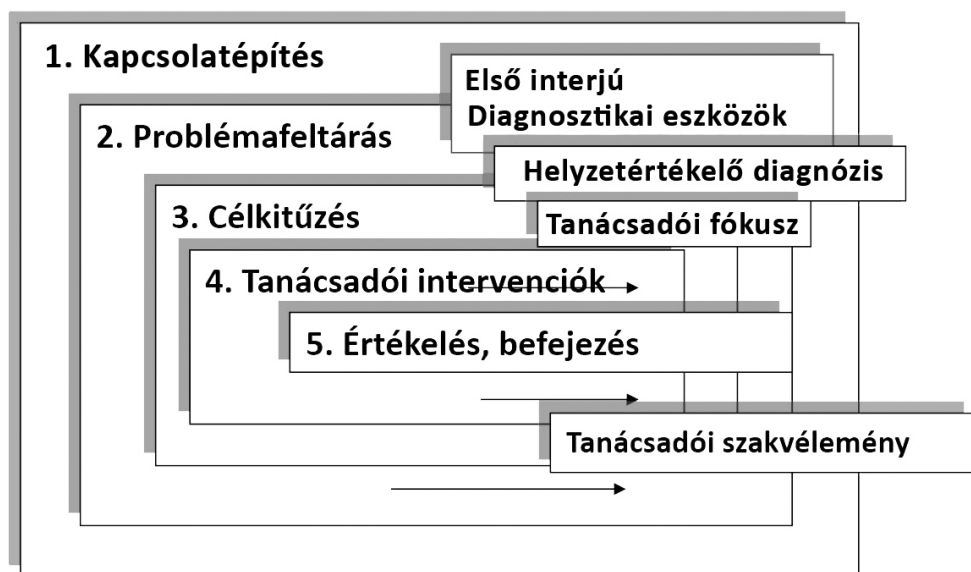 1. Kapcsolatépítés
Első interjú
Diagnosztikai eszközök
2. Problémafeltárás
Helyzetértékelő diagnózis
3. Célkitűzés
Tanácsadói fókusz
4. Tanácsadói intervenciók
5. Értékelés, befejezés
Tanácsadói szakvélemény